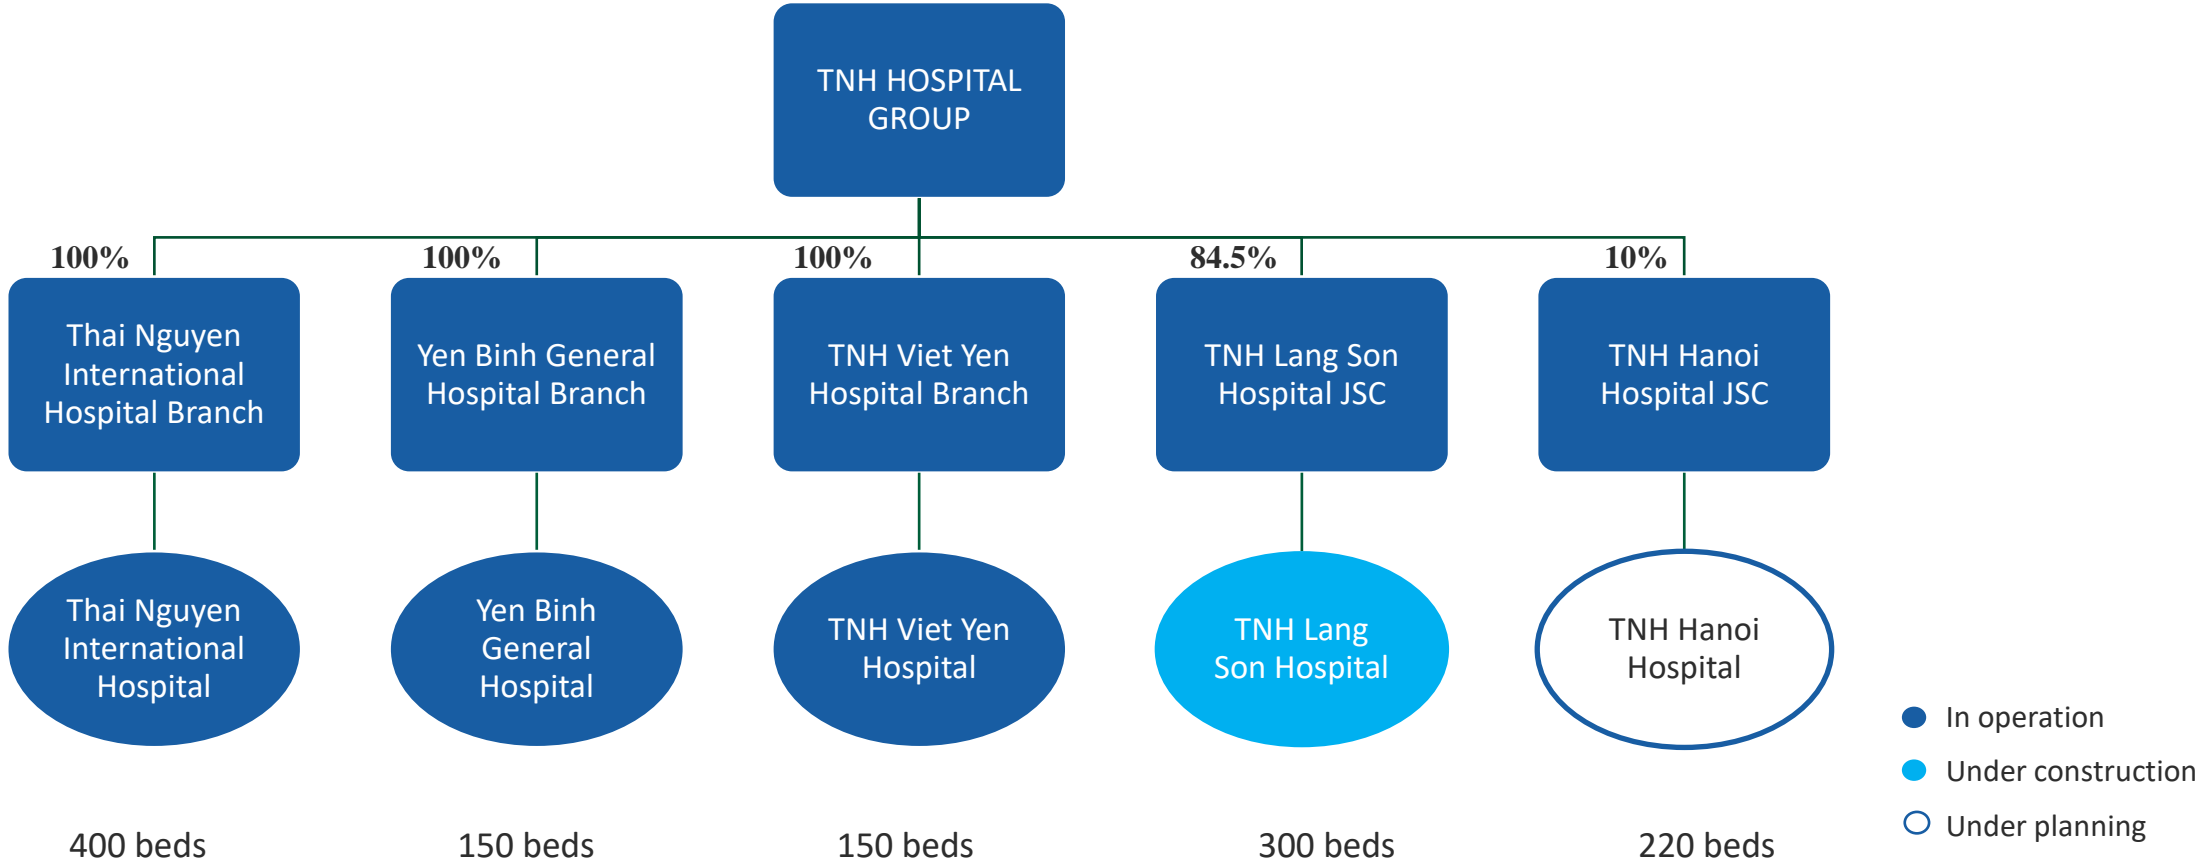 TNH HOSPITAL
GROUP
100%
100%
100%
84.5%
10%
Thai Nguyen
International
Hospital Branch
Yen Binh General
Hospital Branch
TNH Viet Yen
Hospital Branch
TNH Lang Son
Hospital JSC
TNH Hanoi
Hospital JSC
Thai Nguyen
International
Hospital
Yen Binh
General
Hospital
TNH Viet Yen
Hospital
TNH Lang
Son Hospital
TNH Hanoi
Hospital
In operation
Under construction
Under planning
400 beds
150 beds
150 beds
300 beds
220 beds